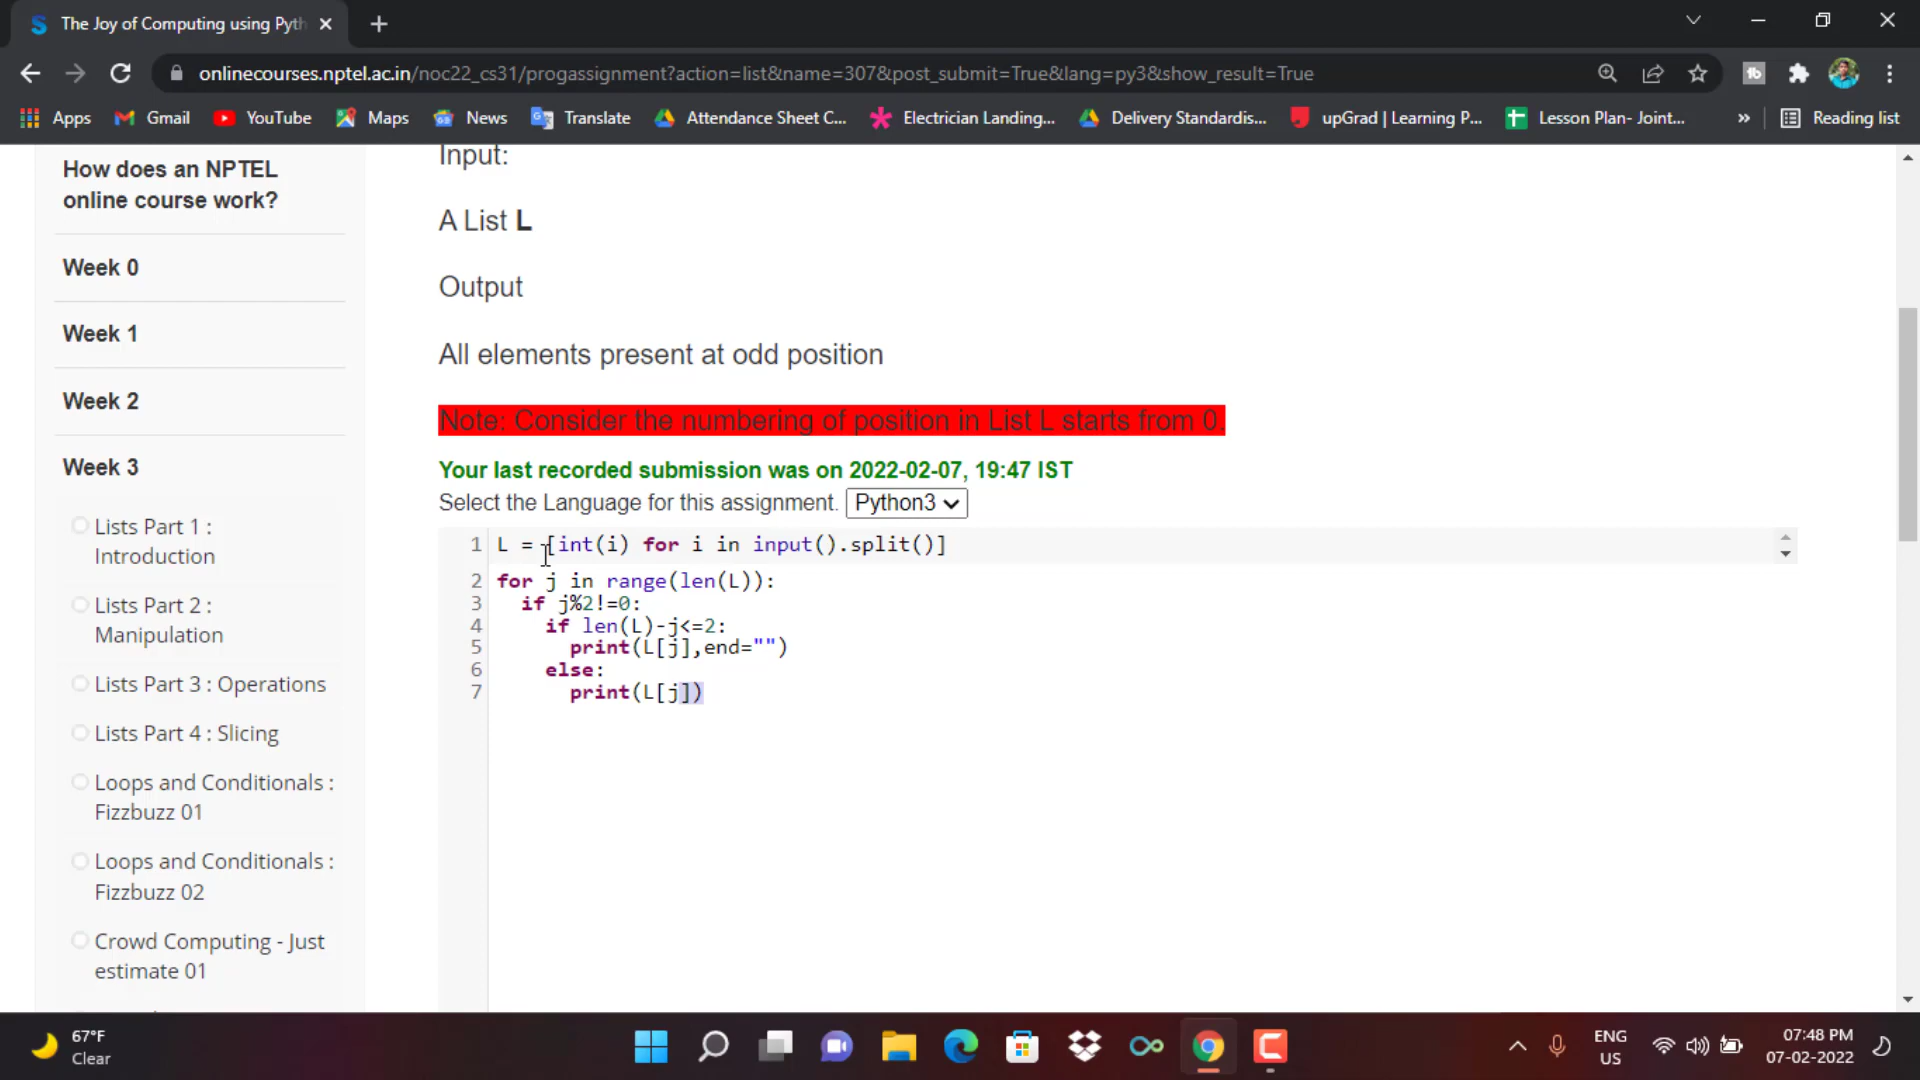 The Joy of Computing using Pyth
onlinecourses.nptel.ac.in/noc22_cs31/progassignment?action=list&name=307&post_submit=True&lang=py3&show_result=True
Apps
Gmail
YouTube
Maps
News
Translate
Attendance Sheet C...
Electrician Landing...
Delivery Standardis...
upGrad | Learning P...
Lesson Plan- Joint...
»
Reading list
How does an NPTEL
online course work?
Week 0
Week 1
Week 2
Week 3
Lists Part 1 :
Introduction
Lists Part 2 :
Manipulation
Lists Part 3 : Operations
Lists Part 4 : Slicing
Loops and Conditionals :
Fizzbuzz 01
Loops and Conditionals :
Fizzbuzz 02
Crowd Computing - Just
estimate 01
Input:
A List L
Output
All elements present at odd position
Note: Consider the numbering of position in List L starts from 0.
Your last recorded submission was on 2022-02-07, 19:47 IST
Select the Language for this assignment. Python3
1 L = [int(i) for i in input().split()]
2 for j in range(len(L)):
3 if j%2!=0:
4 if len(L)-j<=2:
5 print(L[j],end="")
6 else:
7 print(L[j])
67°F
Clear
ENG
US
07:48 PM
07-02-2022